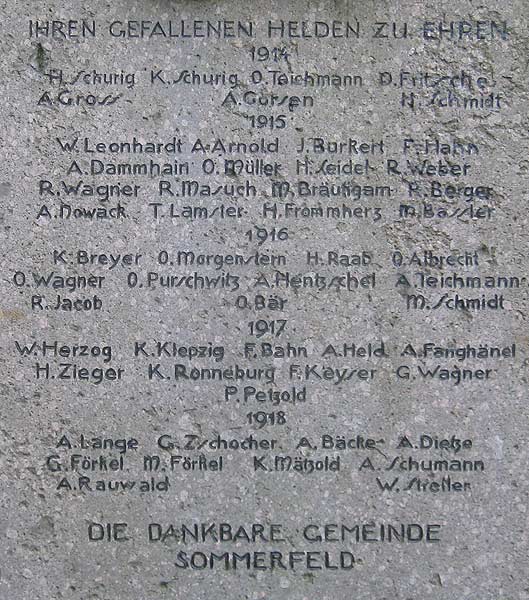 IHREN GEFALLENEN HELDEN ZU EHREN
1914
H. Schurig K. Schurig O. Teichmann O. Fritsche
A. Gross A. Gorsen H. Schmidt
1915
W. Leonhardt A. Arnold J. Burkert F. Hahn
A. Dammhain O. Müller H. Seidel R. Weber
R. Wagner R. Masuch M. Bräutigam R. Berger
A. Nowack T. Lamster H. Frommherz M. Bassler
1916
K. Breyer O. Morgenstern H. Raab O. Albrecht
O. Wagner O. Purschwitz A. Hentzschel A. Teichmann
R. Jacob O. Bär M. Schmidt
1917
W. Herzog K. Klepzig F. Bahn A. Held A. Fanghänel
H. Zieger K. Ronneburg F. Keyser G. Wagner
P. Petzold
1918
A. Lange G. Zschocher A. Bäcke A. Dietze
G. Förkel M. Förkel K. Mätzold A. Schumann
A. Rauwald W. Streller
DIE DANKBARE GEMEINDE
SOMMERFELD